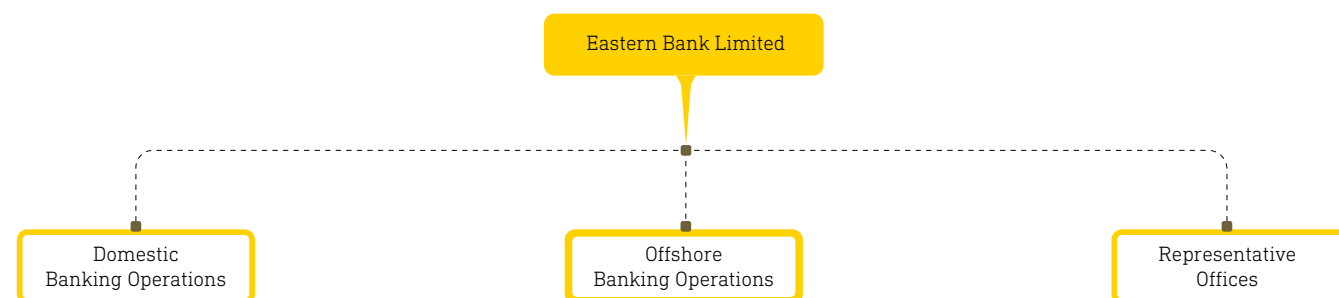 Eastern Bank Limited
Domestic
Banking Operations
Offshore
Banking Operations
Representative
Offices